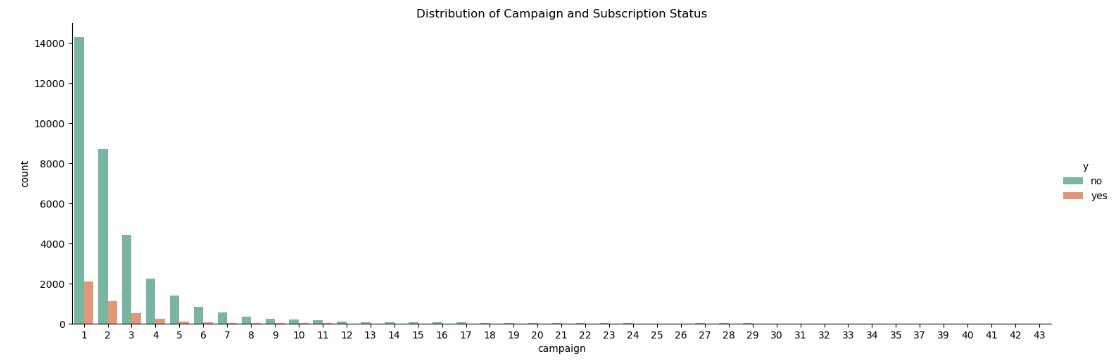 Distribution of Campaign and Subscription Status
14000
12000
10000
8000
6000
4000
2000
0
count
1 2 3 4 5 6 7 8 9 10 11 12 13 14 15 16 17 18 19 20 21 22 23 24 25 26 27 28 29 30 31 32 33 34 35 37 39 40 41 42 43
campaign
y
no
yes